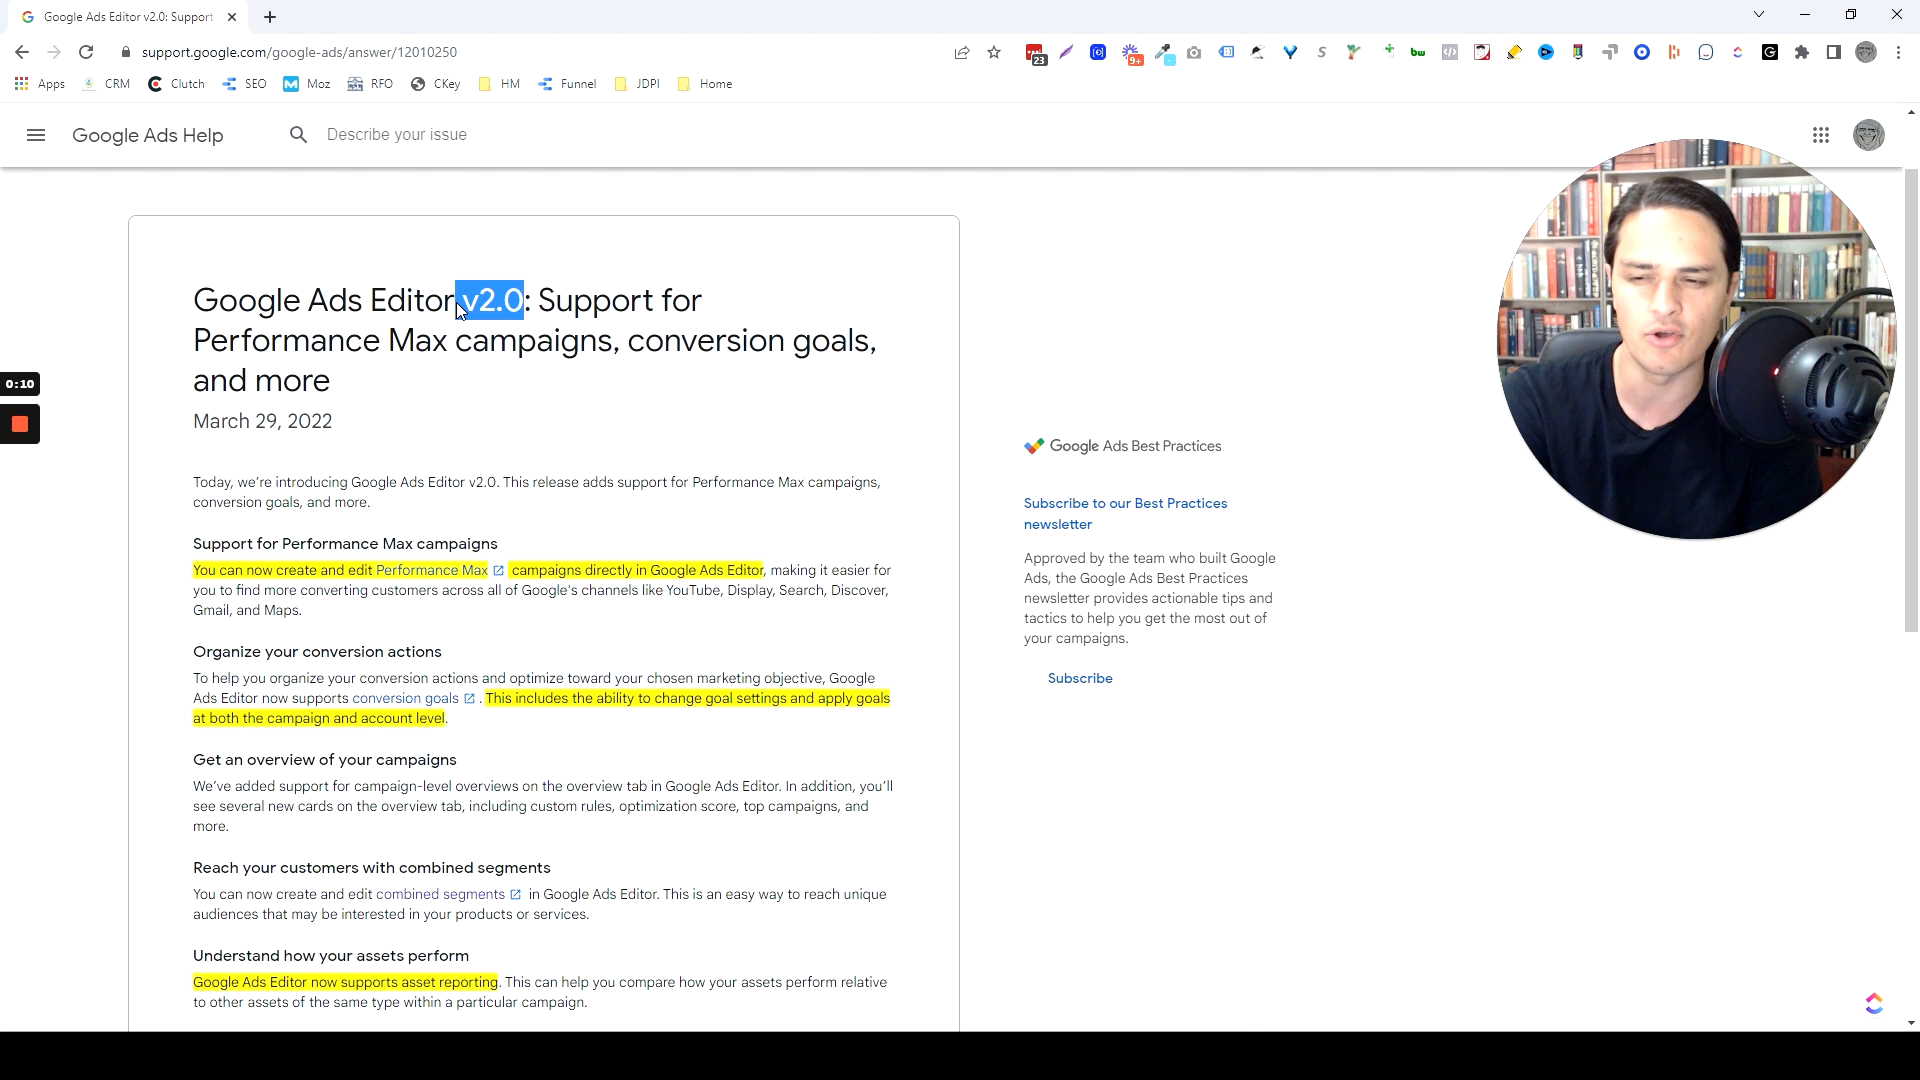 Google Ads Editor v2.0: Support
support.google.com/google-ads/answer/12010250
23
9+
bw
G
Apps CRM Clutch SEO Moz RFO CKey HM Funnel JDPI Home
Google Ads Help
Describe your issue
Google Ads Editor v2.0: Support for
Performance Max campaigns, conversion goals,
and more
March 29, 2022
0:10
Today, we're introducing Google Ads Editor v2.0. This release adds support for Performance Max campaigns,
conversion goals, and more.
Support for Performance Max campaigns
You can now create and edit Performance Max campaigns directly in Google Ads Editor, making it easier for
you to find more converting customers across all of Google's channels like YouTube, Display, Search, Discover,
Gmail, and Maps.
Organize your conversion actions
To help you organize your conversion actions and optimize toward your chosen marketing objective, Google
Ads Editor now supports conversion goals . This includes the ability to change goal settings and apply goals
at both the campaign and account level.
Get an overview of your campaigns
We've added support for campaign-level overviews on the overview tab in Google Ads Editor. In addition, you'll
see several new cards on the overview tab, including custom rules, optimization score, top campaigns, and
more.
Reach your customers with combined segments
You can now create and edit combined segments in Google Ads Editor. This is an easy way to reach unique
audiences that may be interested in your products or services.
Understand how your assets perform
Google Ads Editor now supports asset reporting. This can help you compare how your assets perform relative
to other assets of the same type within a particular campaign.
Google Ads Best Practices
Subscribe to our Best Practices
newsletter
Approved by the team who built Google
Ads, the Google Ads Best Practices
newsletter provides actionable tips and
tactics to help you get the most out of
your campaigns.
Subscribe